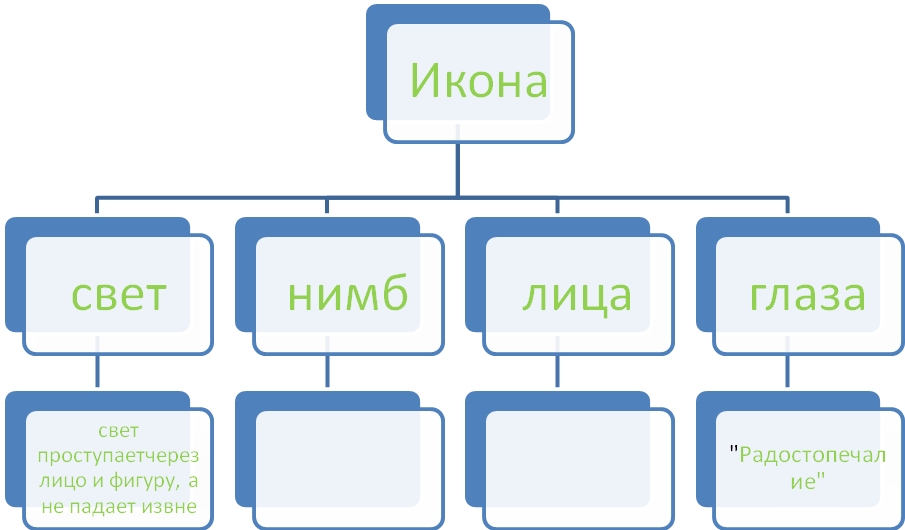 Икона
свет
нимб
лица
глаза
свет
проступаетчерез
лицо и фигуру, а
не падает извне
"Радостопечал
ие"